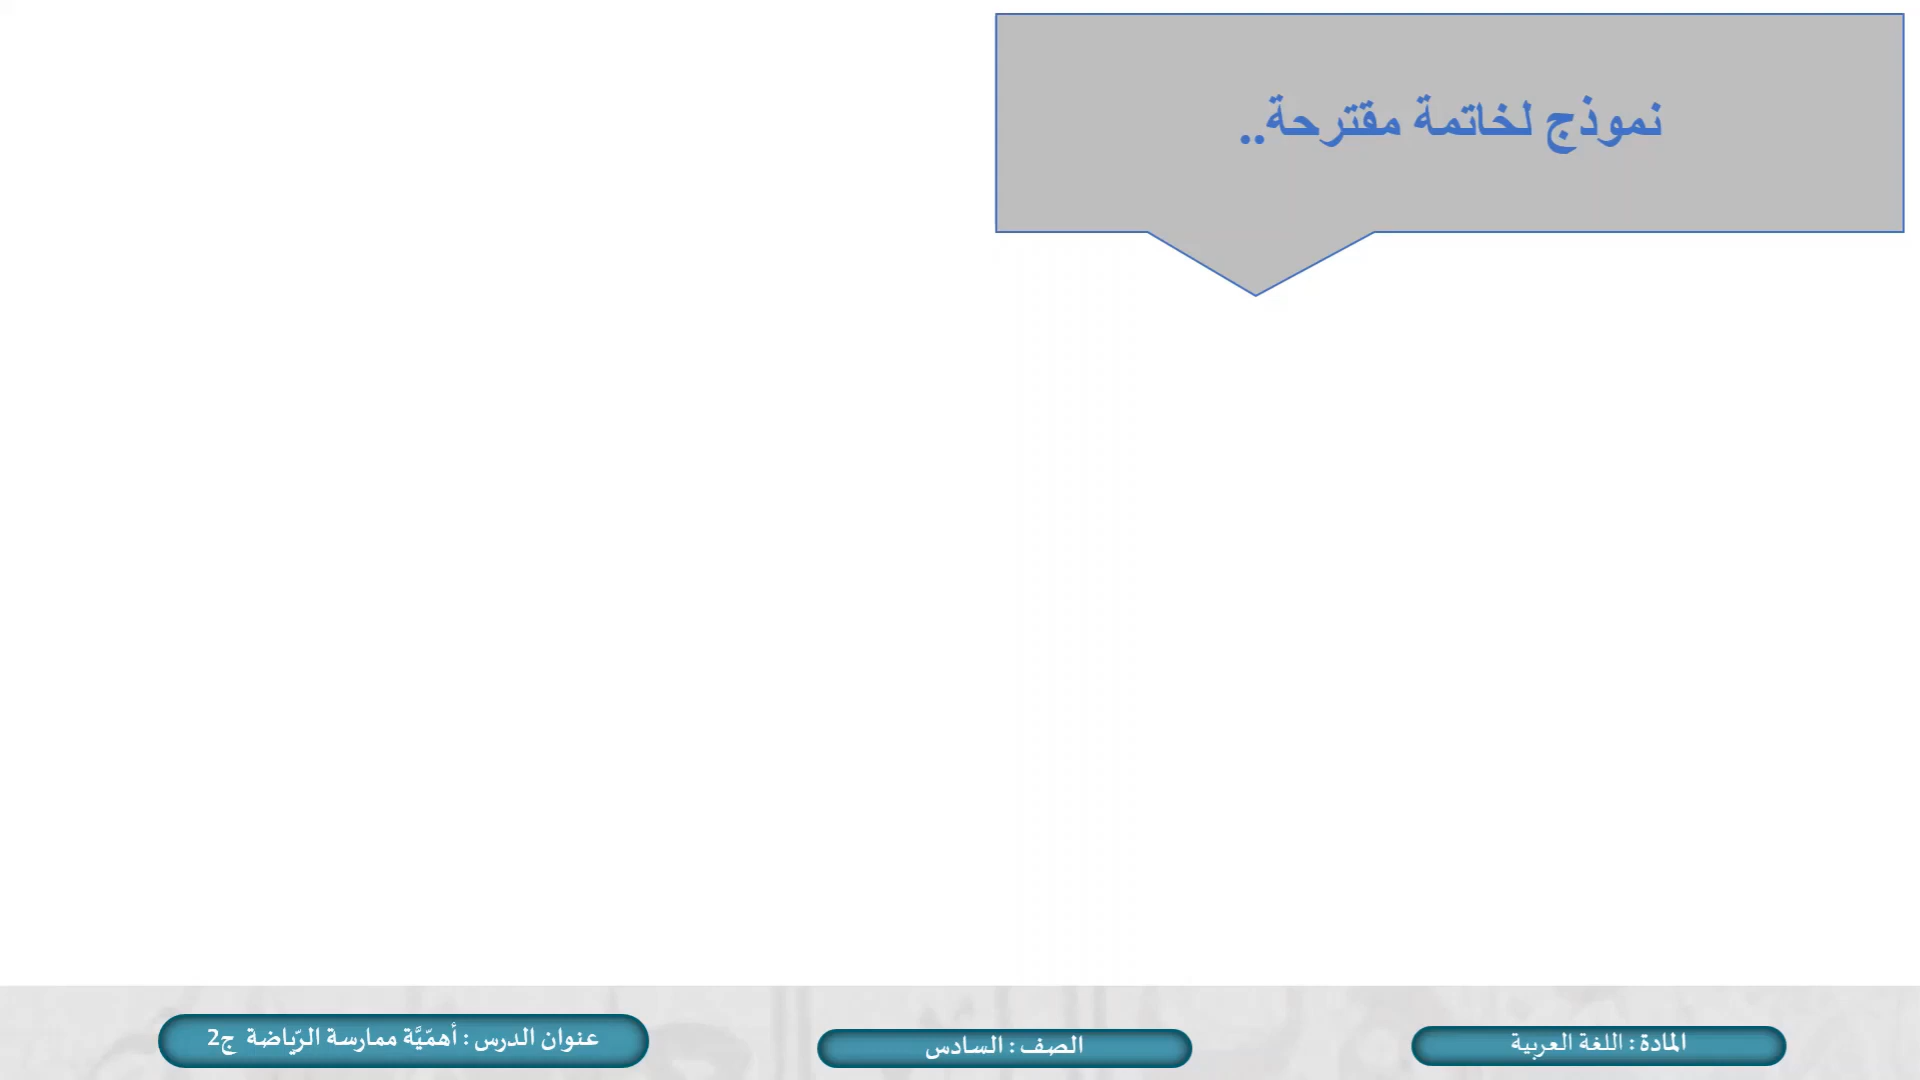 نموذج لخاتمة مقترحة..
المادة : اللغة العربية
الصف : السادس
عنوان الدرس : أهمّيَّة ممارسة الرّياضة ج2